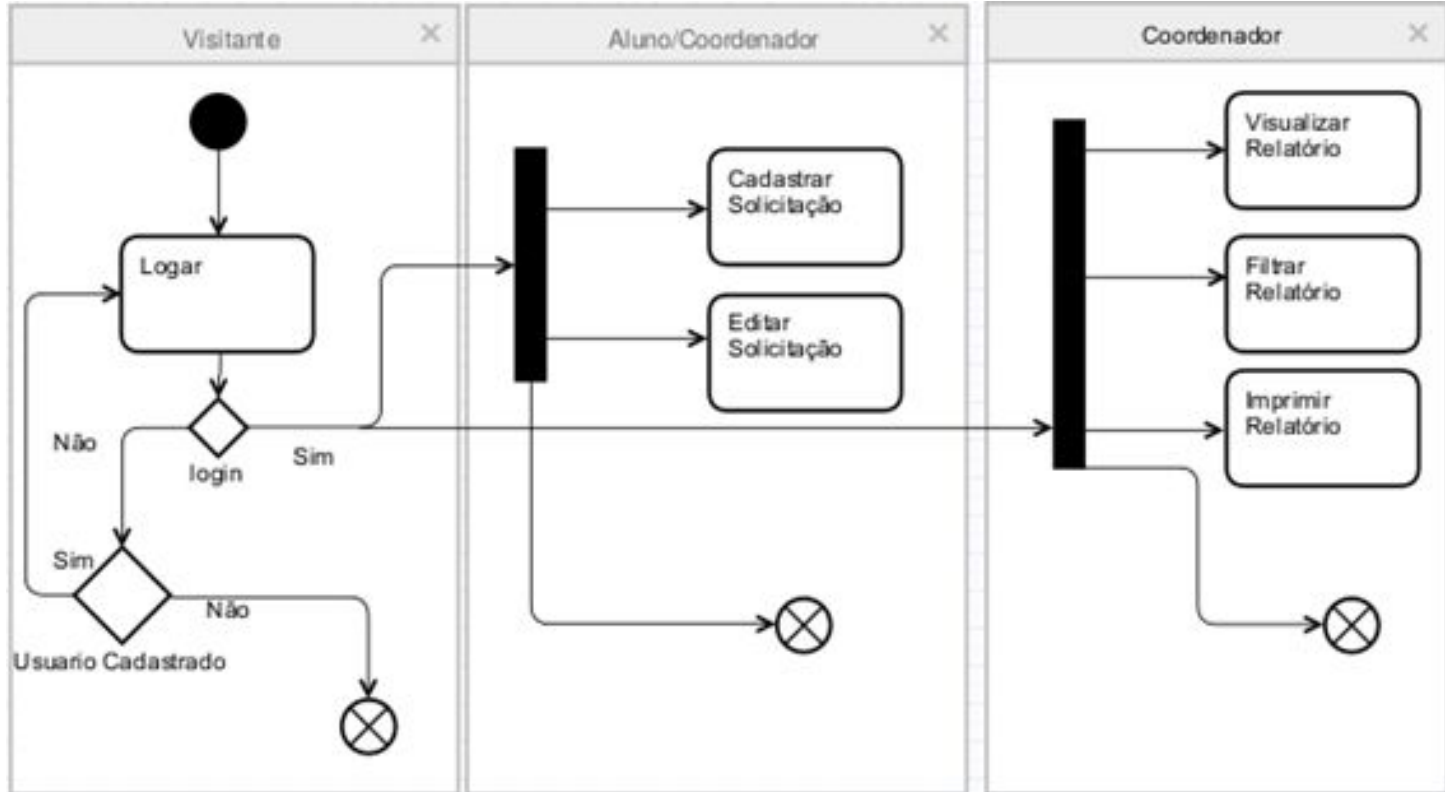 Visitante
Logar
Não
login
Sim
Sim
Não
Usuario Cadastrado
Aluno/Coordenador
Cadastrar
Solicitação
Editar
Solicitação
Coordenador
Visualizar
Relatório
Filtrar
Relatório
Imprimir
Relatório